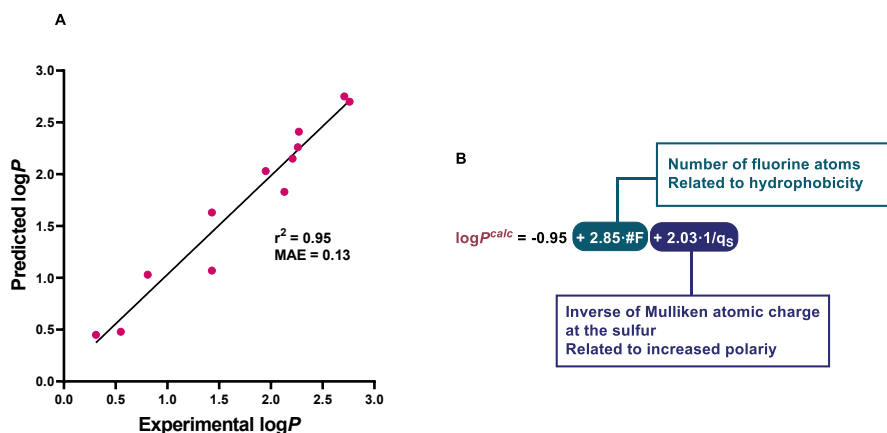 A
3.0
2.5
2.0
1.5
1.0
0.5
0.0
Predicted logP
r² = 0.95
MAE = 0.13
0.0 0.5 1.0 1.5 2.0 2.5 3.0
Experimental logP
B
Number of fluorine atoms
Related to hydrophobicity
logP^calc = -0.95 + 2.85·#F + 2.03·1/qS
Inverse of Mulliken atomic charge
at the sulfur
Related to increased polariy